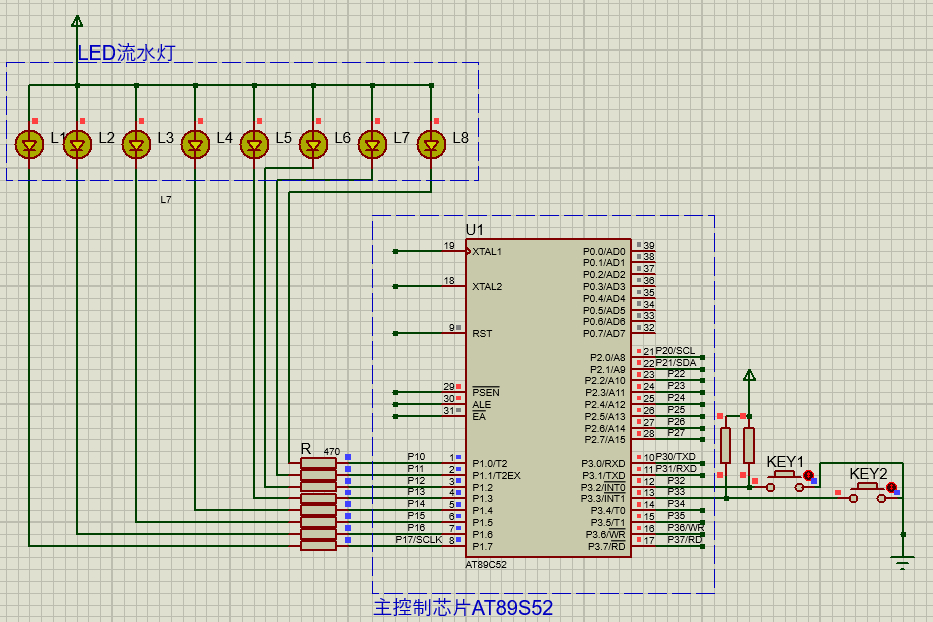 LED流水灯
L1
L2
L3
L4
L5
L6
L7
L8
L7
U1
19
XTAL1
18
XTAL2
9
RST
29
PSEN
30
ALE
31
EA
P0.0/AD0
39
P0.1/AD1
38
P0.2/AD2
37
P0.3/AD3
36
P0.4/AD4
35
P0.5/AD5
34
P0.6/AD6
33
P0.7/AD7
32
P2.0/A8
21
P20/SCL
P2.1/A9
22
P21/SDA
P2.2/A10
23
P22
P2.3/A11
24
P23
P2.4/A12
25
P24
P2.5/A13
26
P25
P2.6/A14
27
P26
P2.7/A15
28
P27
R
470
P10
1
P1.0/T2
P11
2
P1.1/T2EX
P12
3
P1.2
P13
4
P1.3
P14
5
P1.4
P15
6
P1.5
P16
7
P1.6
P17/SCLK
8
P1.7
P3.0/RXD
10
P30/TXD
P3.1/TXD
11
P31/RXD
P3.2/INT0
12
P32
P3.3/INT1
13
P33
P3.4/T0
14
P34
P3.5/T1
15
P35
P3.6/WR
16
P36/WR
P3.7/RD
17
P37/RD
KEY1
KEY2
AT89C52
主控制芯片AT89S52